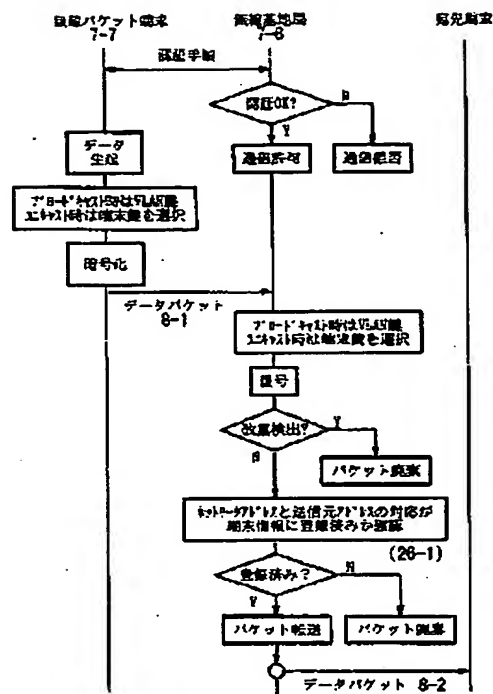 無線パケット端末
7-7
無線基地局
7-8
宛先端末
認証手順
認証OK?
N
Y
データ
生起
通信許可
通信拒否
ブロードキャスト時はVLAN鍵
ユニキャスト時は端末鍵を選択
暗号化
データパケット
8-1
ブロードキャスト時はVLAN鍵
ユニキャスト時は端末鍵を選択
復号
改竄検出?
Y
N
パケット廃棄
ネットワークアドレスと送信元アドレスの対応が
端末情報に登録済みか確認
(26-1)
登録済み?
N
Y
パケット転送
パケット廃棄
データパケット 8-2